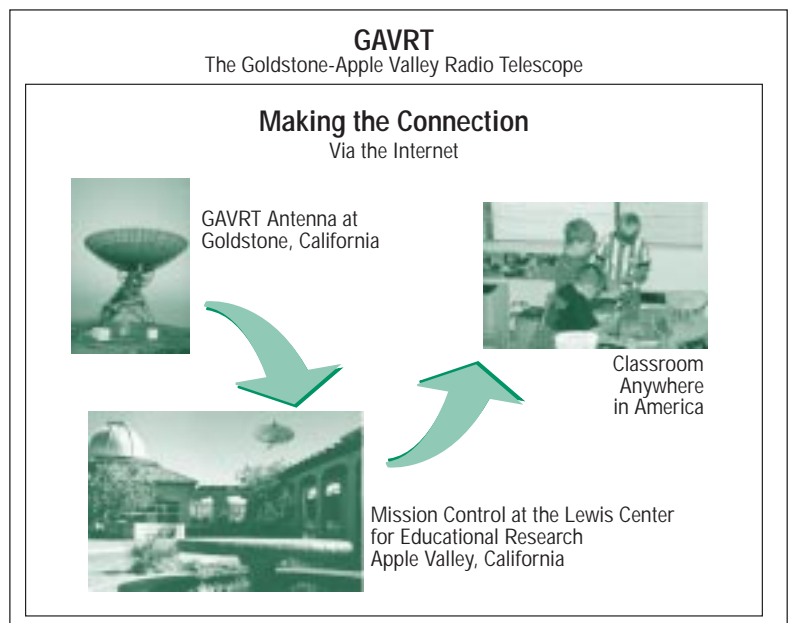 GAVRT
The Goldstone-Apple Valley Radio Telescope
Making the Connection
Via the Internet
GAVRT Antenna at
Goldstone, California
Classroom
Anywhere
in America
Mission Control at the Lewis Center
for Educational Research
Apple Valley, California